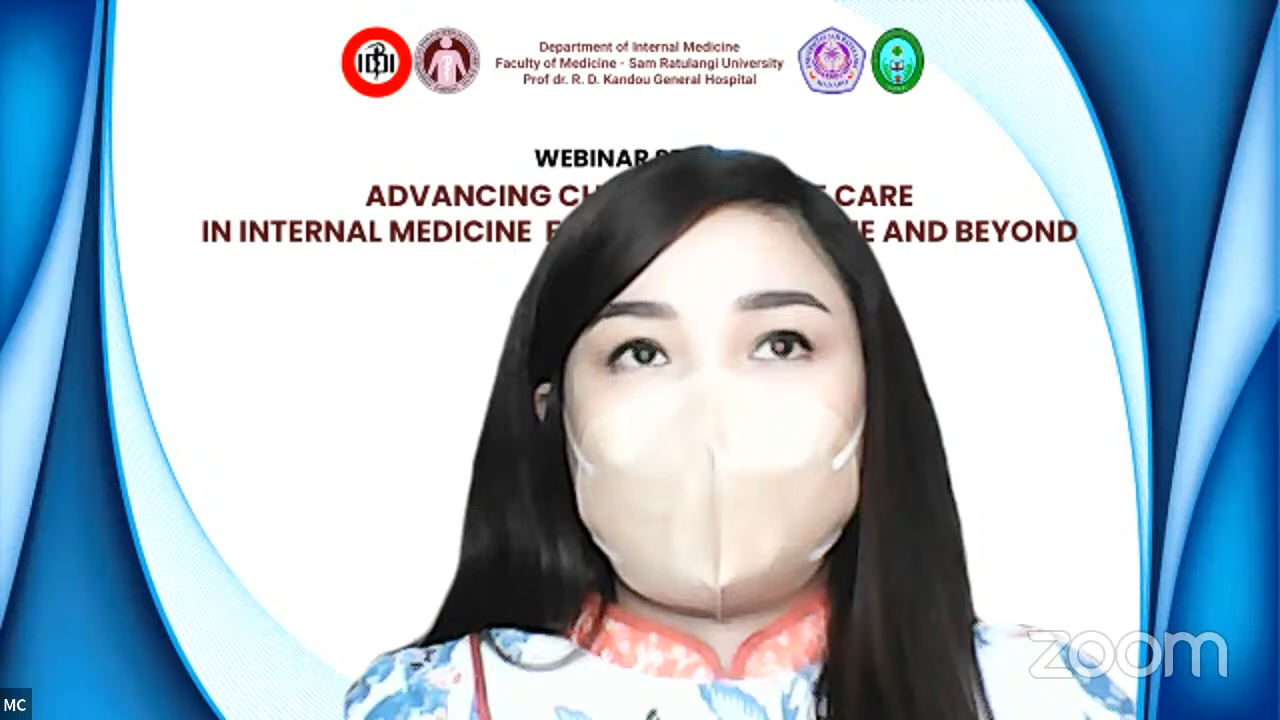 IDI
Department of Internal Medicine
Faculty of Medicine - Sam Ratulangi University
Prof dr. R. D. Kandou General Hospital
WEBINAR
ADVANCING CARE
IN INTERNAL MEDICINE AND BEYOND
zoom
MC